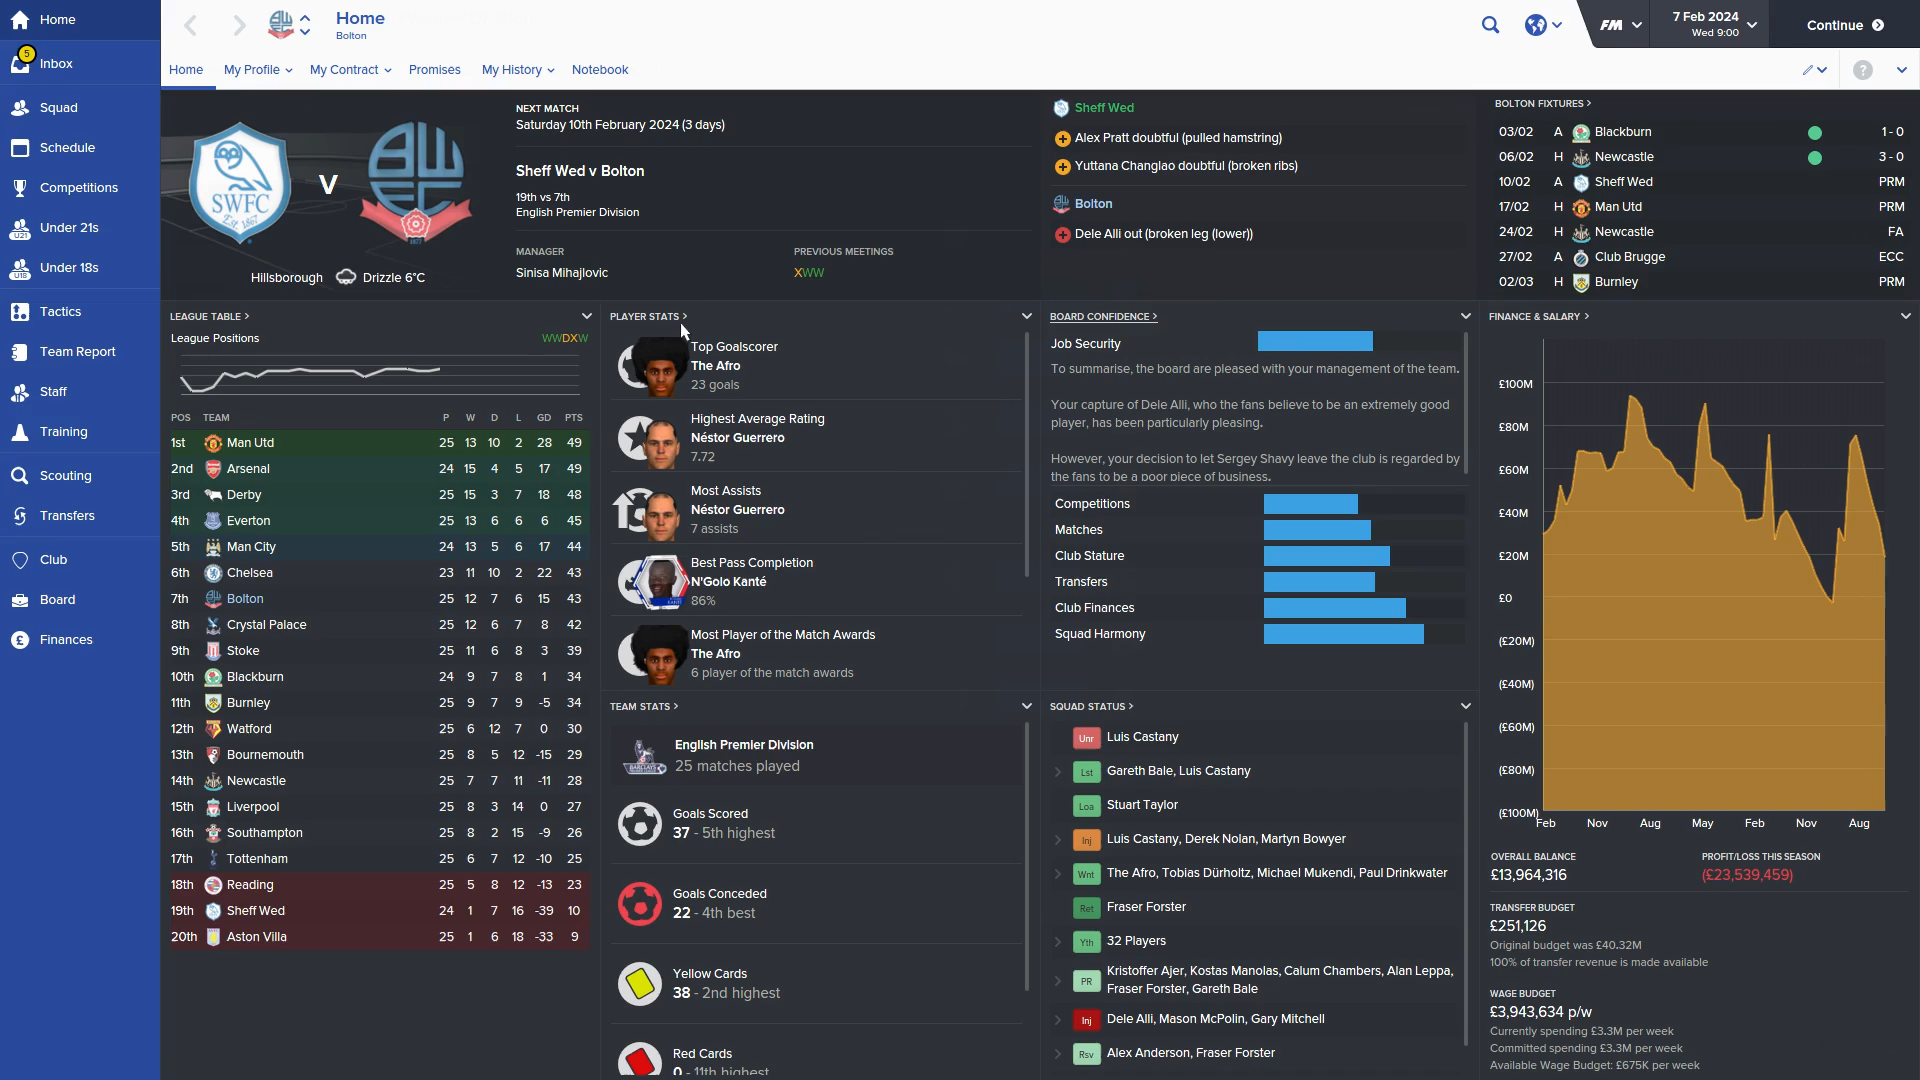 Home
5
Inbox
Squad
Schedule
Competitions
U21
Under 21s
U18
Under 18s
Tactics
Team Report
Staff
Training
Scouting
Transfers
Club
Board
Finances
Home
Bolton
FM
7 Feb 2024
Wed 9:00
Continue
Home
My Profile
My Contract
Promises
My History
Notebook
?
SWFC
Est. 1867
V
1877
Hillsborough
Drizzle 6°C
NEXT MATCH
Saturday 10th February 2024 (3 days)
Sheff Wed v Bolton
19th vs 7th
English Premier Division
MANAGER
PREVIOUS MEETINGS
Sinisa Mihajlovic
XWW
Sheff Wed
Alex Pratt doubtful (pulled hamstring)
Yuttana Changlao doubtful (broken ribs)
Bolton
Dele Alli out (broken leg (lower))
BOLTON FIXTURES >
03/02 A Blackburn 1 - 0
06/02 H Newcastle 3 - 0
10/02 A Sheff Wed PRM
17/02 H Man Utd PRM
24/02 H Newcastle FA
27/02 A Club Brugge ECC
02/03 H Burnley PRM
LEAGUE TABLE >
League Positions WWDXW
POS TEAM P W D L GD PTS
1st Man Utd 25 13 10 2 28 49
2nd Arsenal 24 15 4 5 17 49
3rd Derby 25 15 3 7 18 48
4th Everton 25 13 6 6 6 45
5th Man City 24 13 5 6 17 44
6th Chelsea 23 11 10 2 22 43
7th Bolton 25 12 7 6 15 43
8th Crystal Palace 25 12 6 7 8 42
9th Stoke 25 11 6 8 3 39
10th Blackburn 24 9 7 8 1 34
11th Burnley 25 9 7 9 -5 34
12th Watford 25 6 12 7 0 30
13th Bournemouth 25 8 5 12 -15 29
14th Newcastle 25 7 7 11 -11 28
15th Liverpool 25 8 3 14 0 27
16th Southampton 25 8 2 15 -9 26
17th Tottenham 25 6 7 12 -10 25
18th Reading 25 5 8 12 -13 23
19th Sheff Wed 24 1 7 16 -39 10
20th Aston Villa 25 1 6 18 -33 9
PLAYER STATS >
Top Goalscorer
The Afro
23 goals
Highest Average Rating
Néstor Guerrero
7.72
Most Assists
Néstor Guerrero
7 assists
Best Pass Completion
N'Golo Kanté
86%
Most Player of the Match Awards
The Afro
6 player of the match awards
TEAM STATS >
English Premier Division
25 matches played
Goals Scored
37 - 5th highest
Goals Conceded
22 - 4th best
Yellow Cards
38 - 2nd highest
Red Cards
0 - 11th highest
BOARD CONFIDENCE >
Job Security
To summarise, the board are pleased with your management of the team.
Your capture of Dele Alli, who the fans believe to be an extremely good
player, has been particularly pleasing.
However, your decision to let Sergey Shavy leave the club is regarded by
the fans to be a poor piece of business.
Competitions
Matches
Club Stature
Transfers
Club Finances
Squad Harmony
SQUAD STATUS >
Unr Luis Castany
Lst Gareth Bale, Luis Castany
Loa Stuart Taylor
Inj Luis Castany, Derek Nolan, Martyn Bowyer
Wnt The Afro, Tobias Dürholtz, Michael Mukendi, Paul Drinkwater
Ret Fraser Forster
Yth 32 Players
PR Kristoffer Ajer, Kostas Manolas, Calum Chambers, Alan Leppa,
Fraser Forster, Gareth Bale
Inj Dele Alli, Mason McPolin, Gary Mitchell
Rsv Alex Anderson, Fraser Forster
FINANCE & SALARY >
£100M
£80M
£60M
£40M
£20M
£0
(£20M)
(£40M)
(£60M)
(£80M)
(£100M)
Feb Nov Aug May Feb Nov Aug
OVERALL BALANCE
£13,964,316
PROFIT/LOSS THIS SEASON
(£23,539,459)
TRANSFER BUDGET
£251,126
Original budget was £40.32M
100% of transfer revenue is made available
WAGE BUDGET
£3,943,634 p/w
Currently spending £3.3M per week
Committed spending £3.3M per week
Available Wage Budget: £675K per week